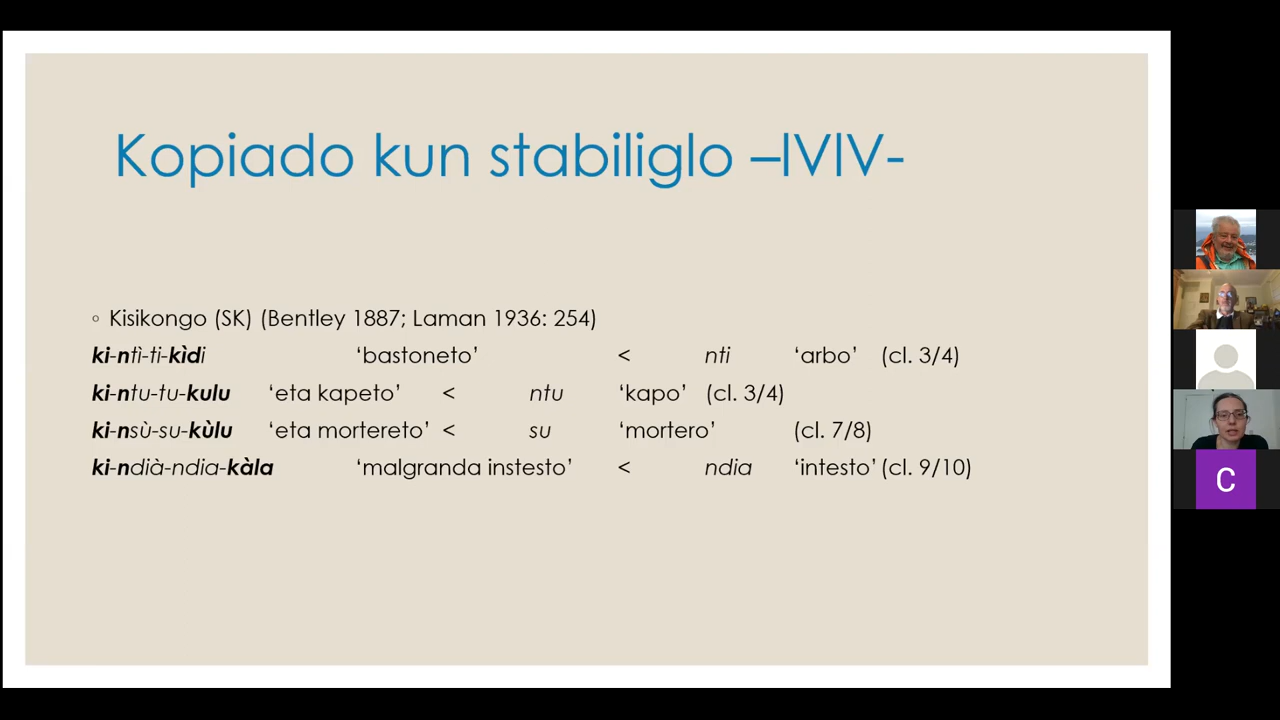 Kopiado kun stabiliglo –lVlV-
◦ Kisikongo (SK) (Bentley 1887; Laman 1936: 254)
ki-ntì-ti-kìdi ‘bastoneto’ < nti ‘arbo’ (cl. 3/4)
ki-ntu-tu-kulu ‘eta kapeto’ < ntu ‘kapo’ (cl. 3/4)
ki-nsù-su-kùlu ‘eta mortereto’ < su ‘mortero’ (cl. 7/8)
ki-ndià-ndia-kàla ‘malgranda instesto’ < ndia ‘intesto’ (cl. 9/10)
C